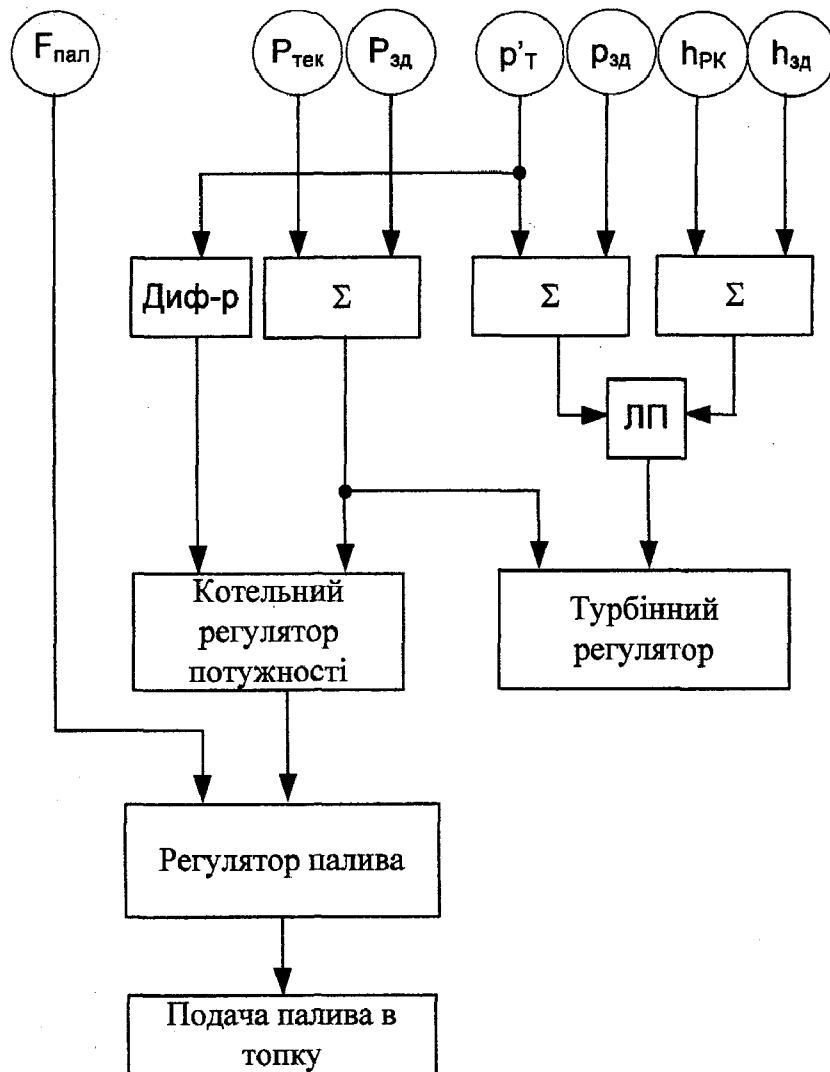 Fпал
Pтек
Pзд
p'т
pзд
hРК
hзд
Диф-р
Σ
Σ
Σ
ЛП
Котельний
регулятор
потужності
Турбінний
регулятор
Регулятор палива
Подача палива в
топку